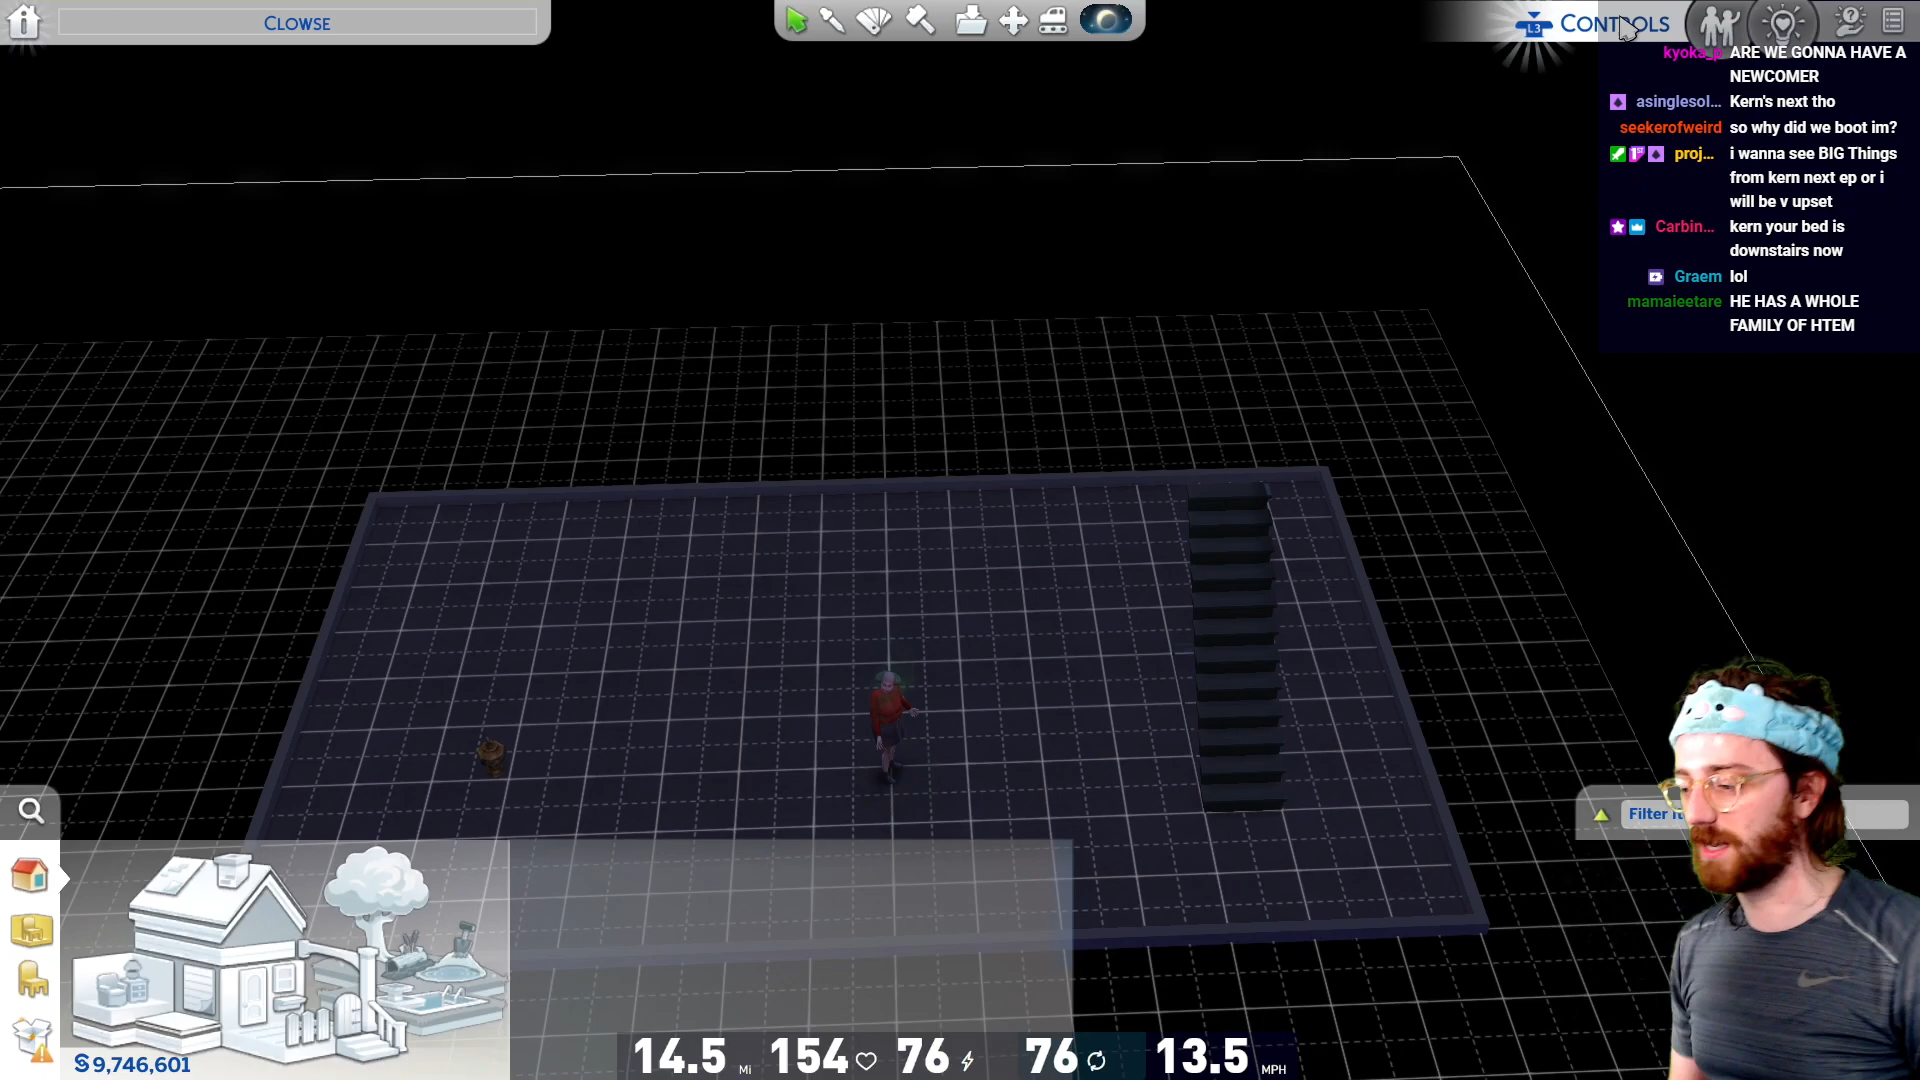 CLOWSE
L3 CONTROLS
kyoka_p ARE WE GONNA HAVE A
NEWCOMER
asinglesol... Kern's next tho
seekerofweird so why did we boot im?
proj... i wanna see BIG Things
from kern next ep or i
will be v upset
Carbin... kern your bed is
downstairs now
Graem lol
mamaieetare HE HAS A WHOLE
FAMILY OF HTEM
Filter
§9,746,601
14.5 Mi 154 76 76 13.5 MPH